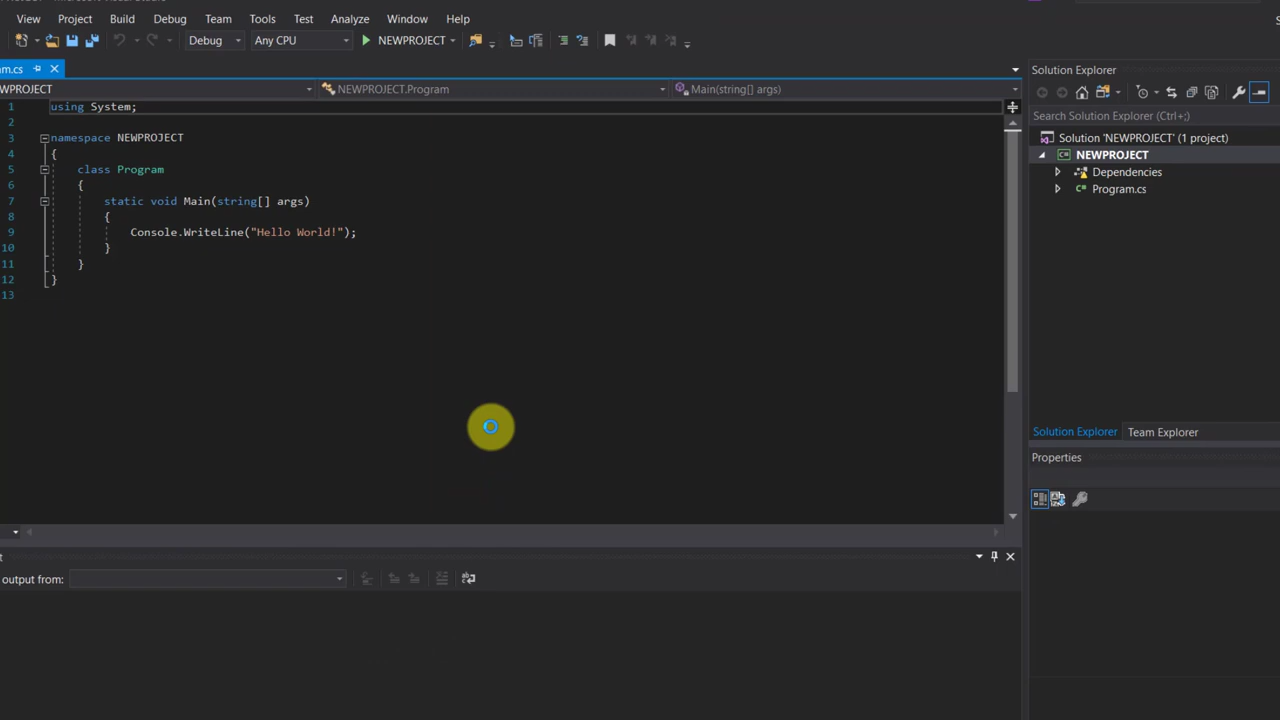 View Project Build Debug Team Tools Test Analyze Window Help
Debug Any CPU NEWPROJECT
am.cs
WPROJECT NEWPROJECT.Program Main(string[] args)
1 using System;
2
3 namespace NEWPROJECT
4 {
5 class Program
6 {
7 static void Main(string[] args)
8 {
9 Console.WriteLine("Hello World!");
10 }
11 }
12 }
13
t
output from:
Solution Explorer
Search Solution Explorer (Ctrl+;)
Solution 'NEWPROJECT' (1 project)
C# NEWPROJECT
Dependencies
C# Program.cs
Solution Explorer Team Explorer
Properties